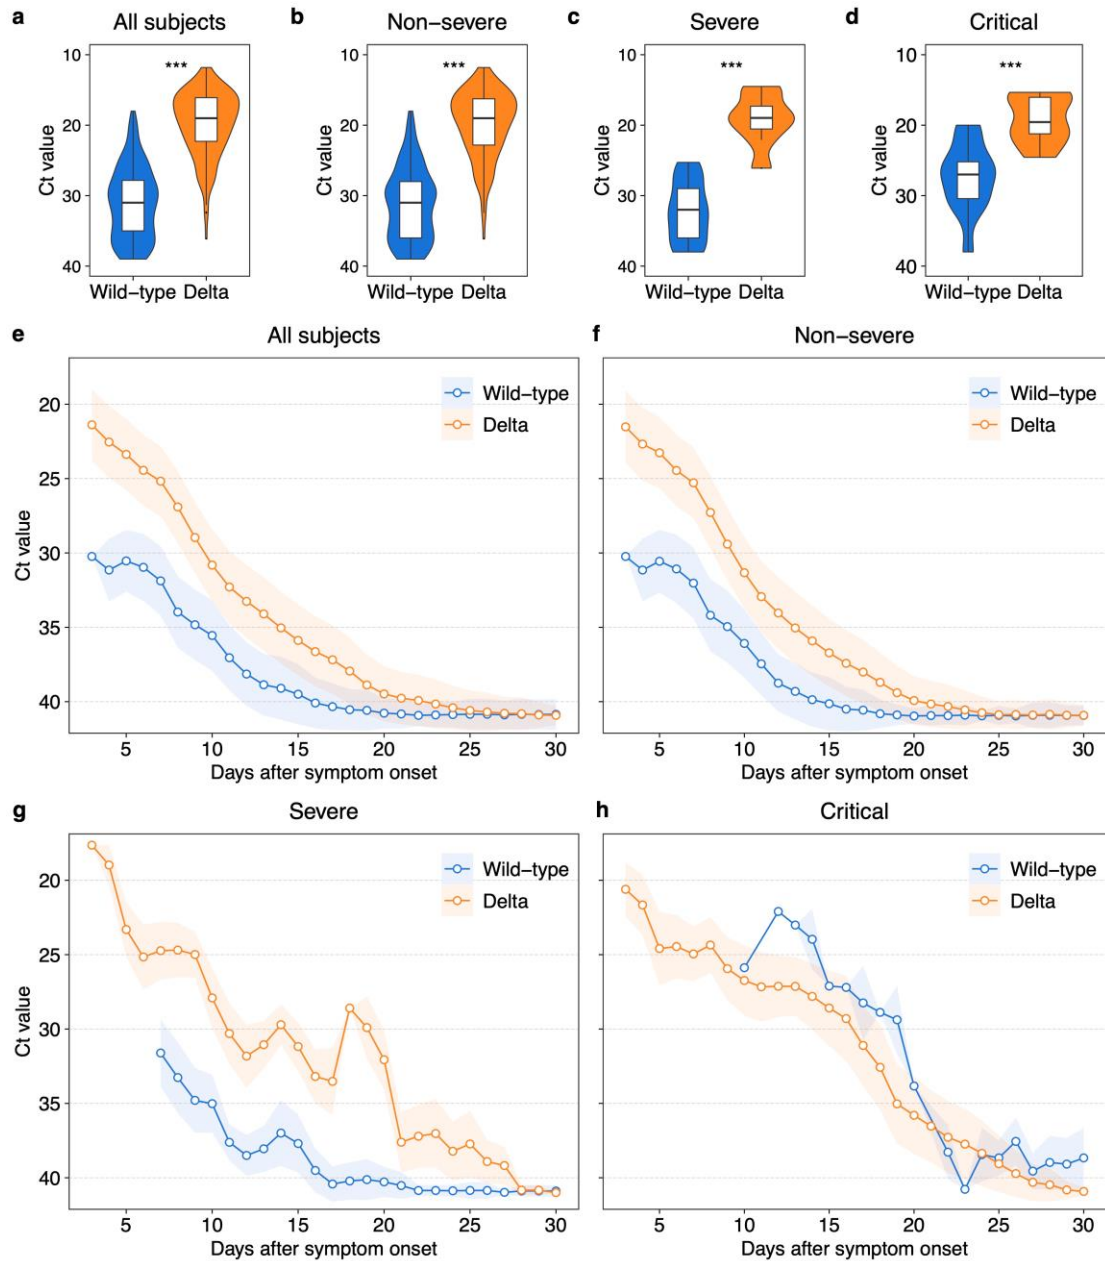 a All subjects
b Non–severe
c Severe
d Critical
Ct value
10
20
30
40
***
Wild–type Delta
Ct value
10
20
30
40
***
Wild–type Delta
Ct value
10
20
30
40
***
Wild–type Delta
Ct value
10
20
30
40
***
Wild–type Delta
e All subjects
Ct value
20
25
30
35
40
Wild–type
Delta
5 10 15 20 25 30
Days after symptom onset
f Non–severe
Wild–type
Delta
5 10 15 20 25 30
Days after symptom onset
g Severe
Ct value
20
25
30
35
40
Wild–type
Delta
5 10 15 20 25 30
Days after symptom onset
h Critical
Wild–type
Delta
5 10 15 20 25 30
Days after symptom onset